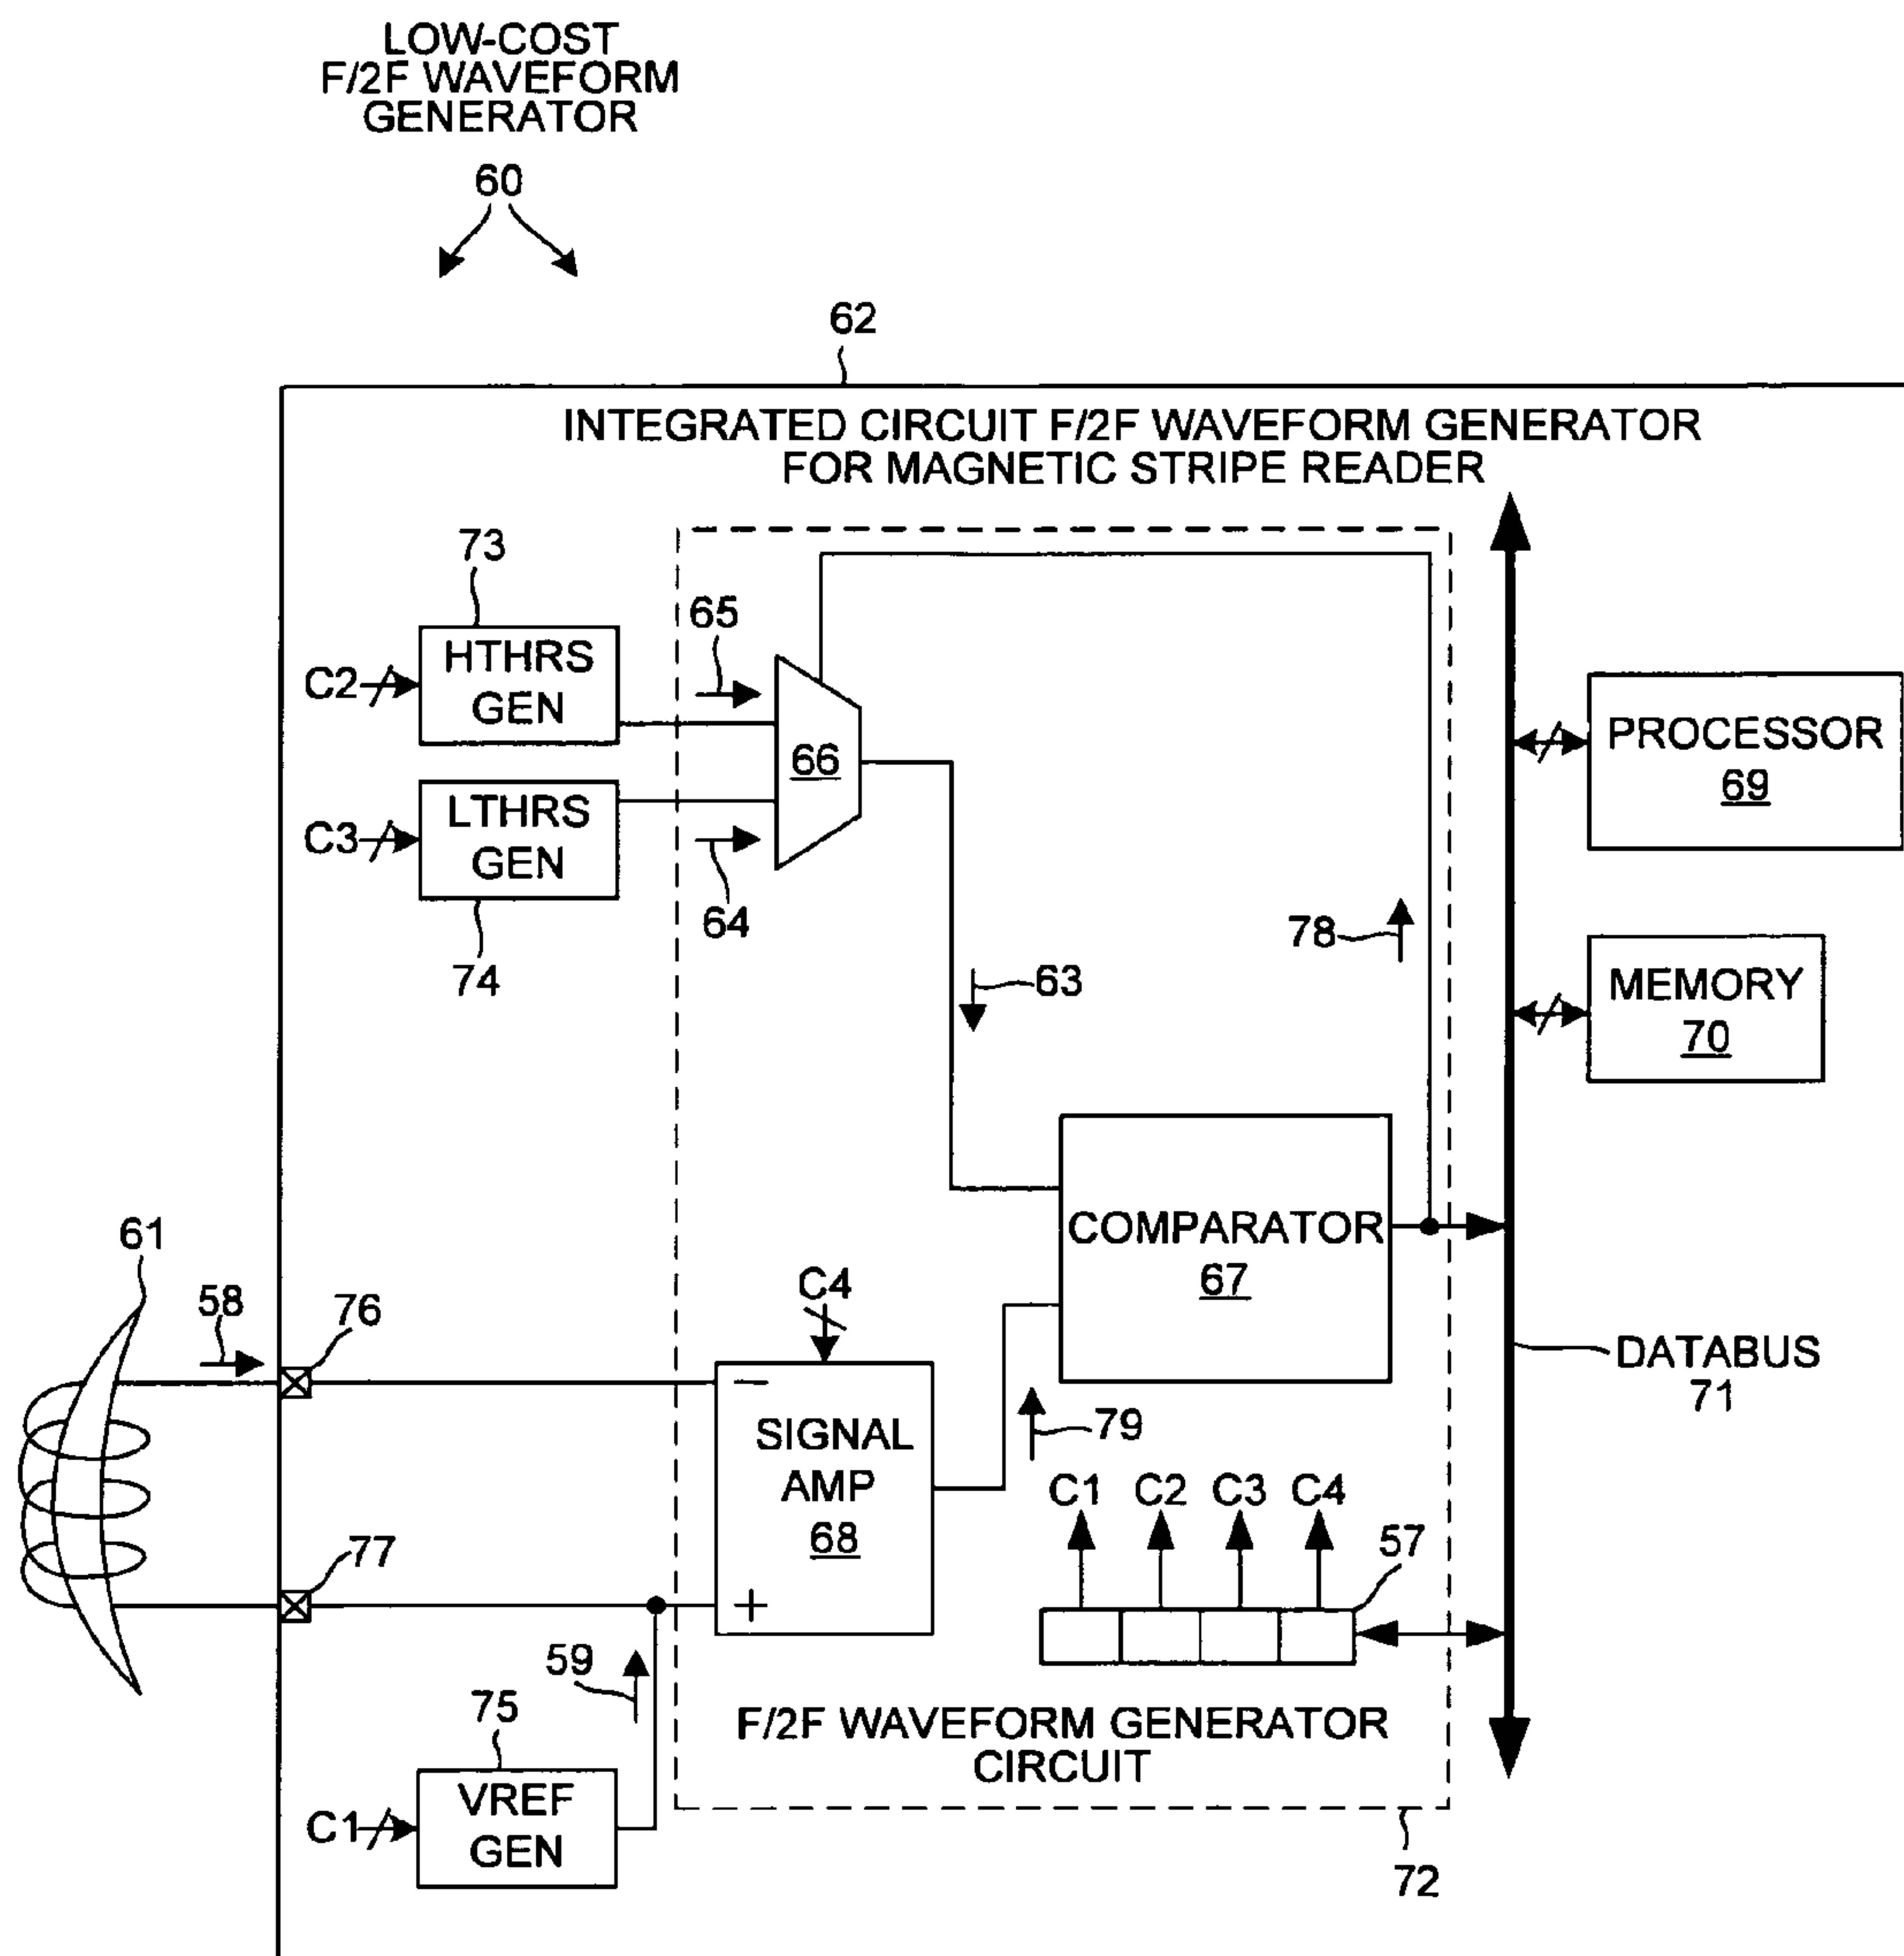 LOW-COST
F/2F WAVEFORM
GENERATOR
60
62
INTEGRATED CIRCUIT F/2F WAVEFORM GENERATOR
FOR MAGNETIC STRIPE READER
73
HTHRS
GEN
C2
65
66
LTHRS
GEN
C3
74
64
63
78
PROCESSOR
69
MEMORY
70
61
58
76
77
C4
−
SIGNAL
AMP
68
+
COMPARATOR
67
79
DATABUS
71
C1 C2 C3 C4
57
59
75
VREF
GEN
C1
F/2F WAVEFORM GENERATOR
CIRCUIT
72